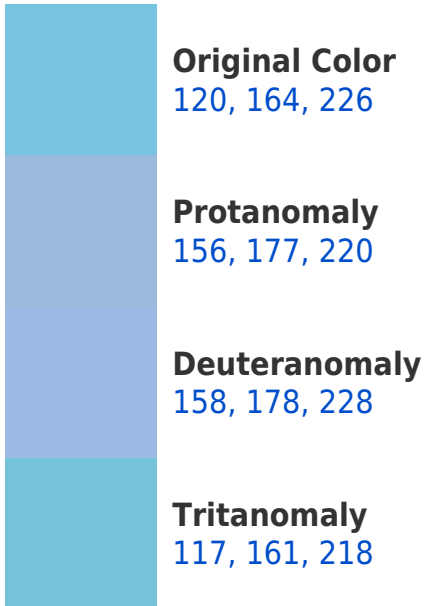 Original Color
120, 164, 226
Protanomaly
156, 177, 220
Deuteranomaly
158, 178, 228
Tritanomaly
117, 161, 218